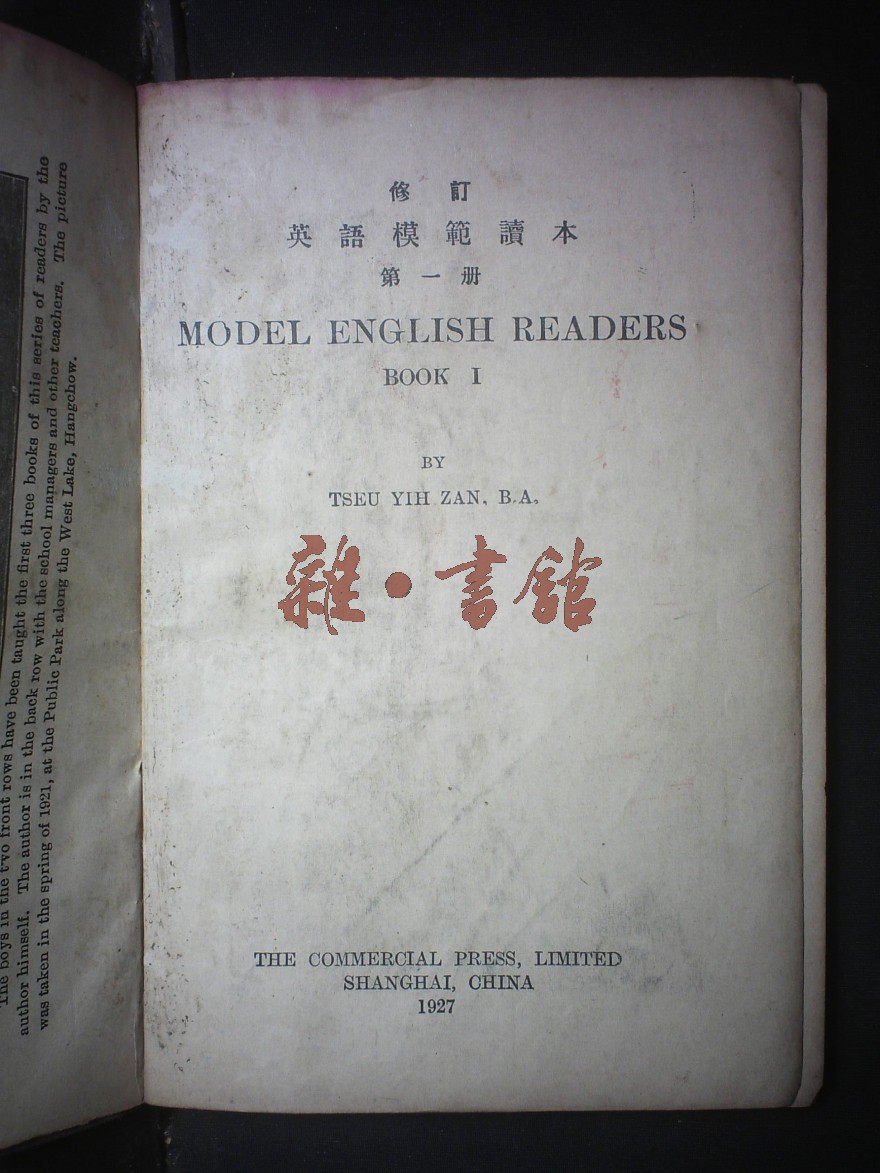 The boys in the two front rows have been taught the first three books of this series of readers by the
author himself. The author is in the back row with the school managers and other teachers. The picture
was taken in the spring of 1921, at the Public Park along the West Lake, Hangchow.
修訂
英語模範讀本
第一册
MODEL ENGLISH READERS
BOOK I
BY
TSEU YIH ZAN, B.A.
雜·書館
THE COMMERCIAL PRESS, LIMITED
SHANGHAI, CHINA
1927